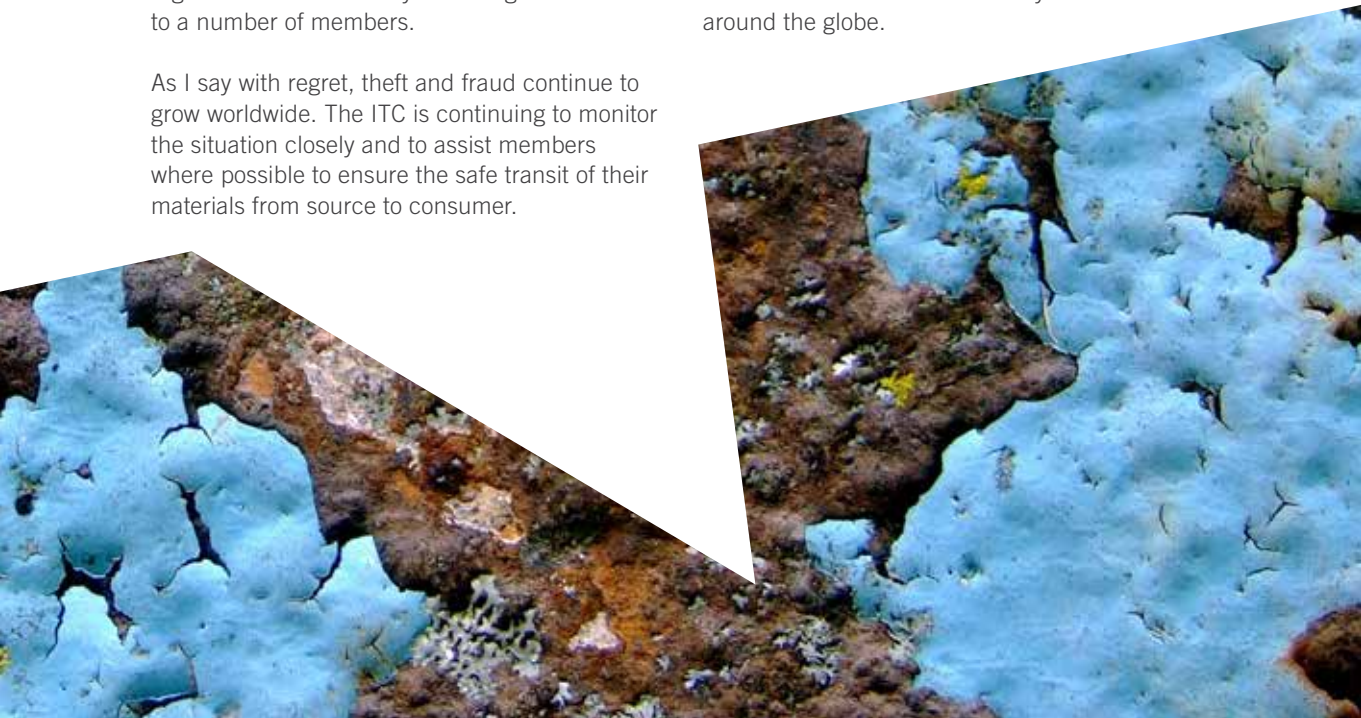 to a number of members.
As I say with regret, theft and fraud continue to
grow worldwide. The ITC is continuing to monitor
the situation closely and to assist members
where possible to ensure the safe transit of their
materials from source to consumer.
around the globe.